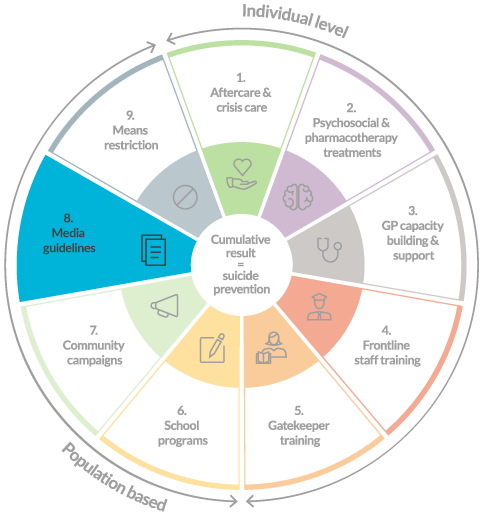 Individual level
1.
Aftercare &
crisis care
2.
Psychosocial &
pharmacotherapy
treatments
3.
GP capacity
building &
support
4.
Frontline
staff training
5.
Gatekeeper
training
6.
School
programs
7.
Community
campaigns
8.
Media
guidelines
9.
Means
restriction
Cumulative
result
=
suicide
prevention
Population based